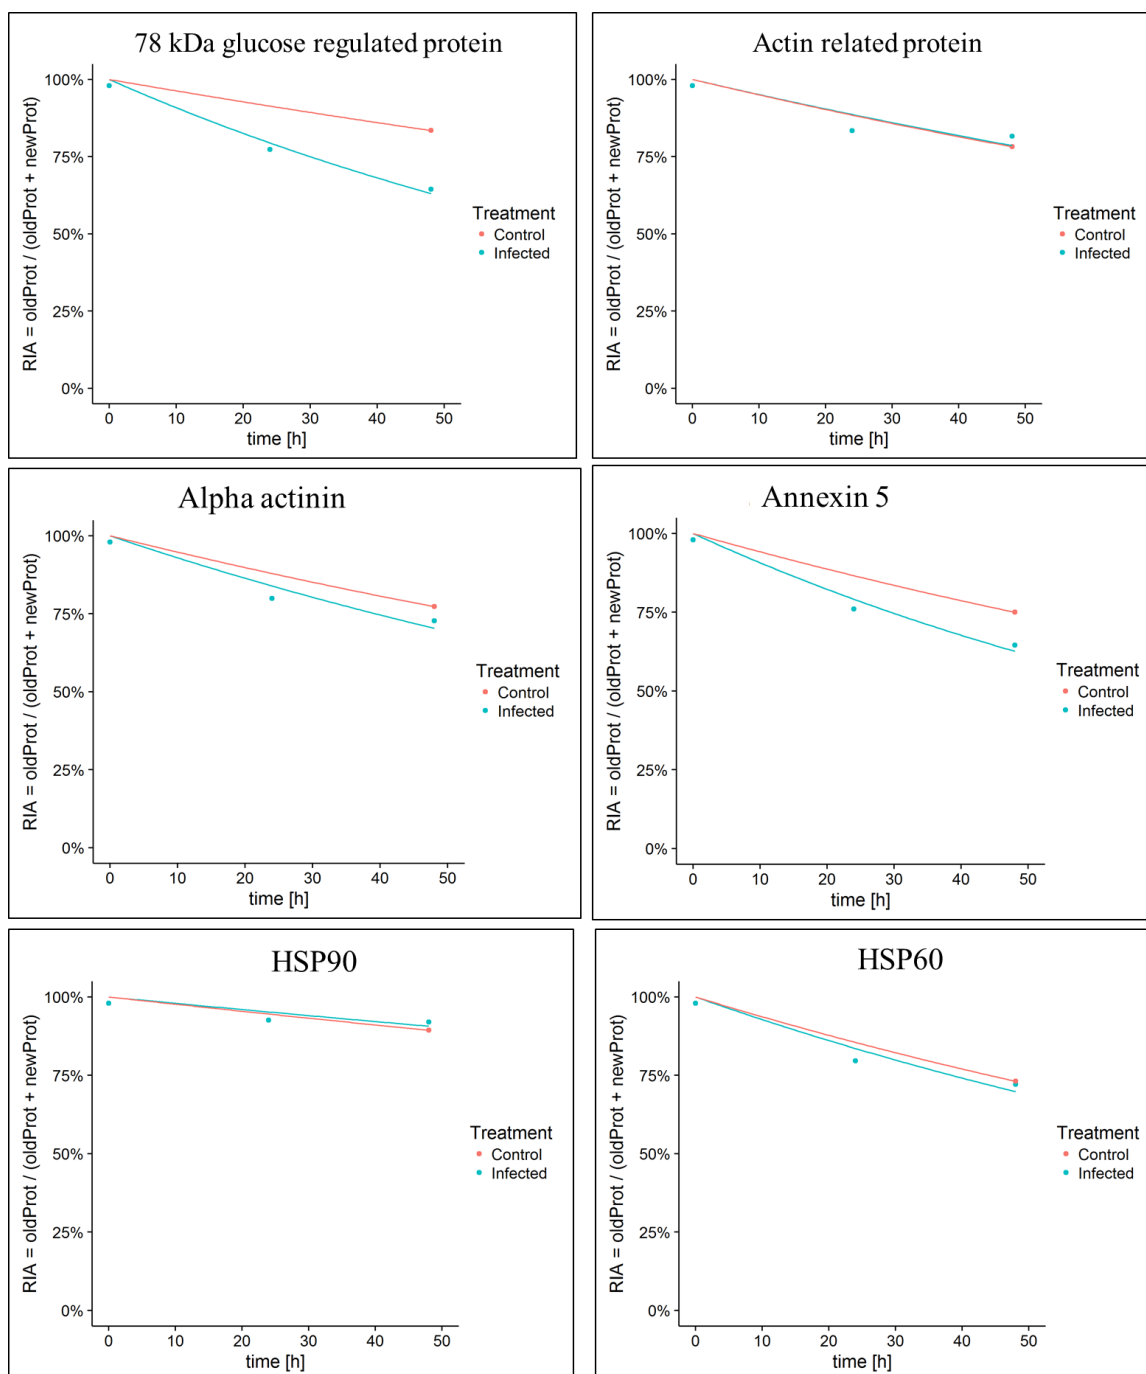 78 kDa glucose regulated protein
RIA = oldProt / (oldProt + newProt)
100%
75%
50%
25%
0%
0 10 20 30 40 50
time [h]
Treatment
Control
Infected
Actin related protein
RIA = oldProt / (oldProt + newProt)
100%
75%
50%
25%
0%
0 10 20 30 40 50
time [h]
Treatment
Control
Infected
Alpha actinin
RIA = oldProt / (oldProt + newProt)
100%
75%
50%
25%
0%
0 10 20 30 40 50
time [h]
Treatment
Control
Infected
Annexin 5
RIA = oldProt / (oldProt + newProt)
100%
75%
50%
25%
0%
0 10 20 30 40 50
time [h]
Treatment
Control
Infected
HSP90
RIA = oldProt / (oldProt + newProt)
100%
75%
50%
25%
0%
0 10 20 30 40 50
time [h]
Treatment
Control
Infected
HSP60
RIA = oldProt / (oldProt + newProt)
100%
75%
50%
25%
0%
0 10 20 30 40 50
time [h]
Treatment
Control
Infected